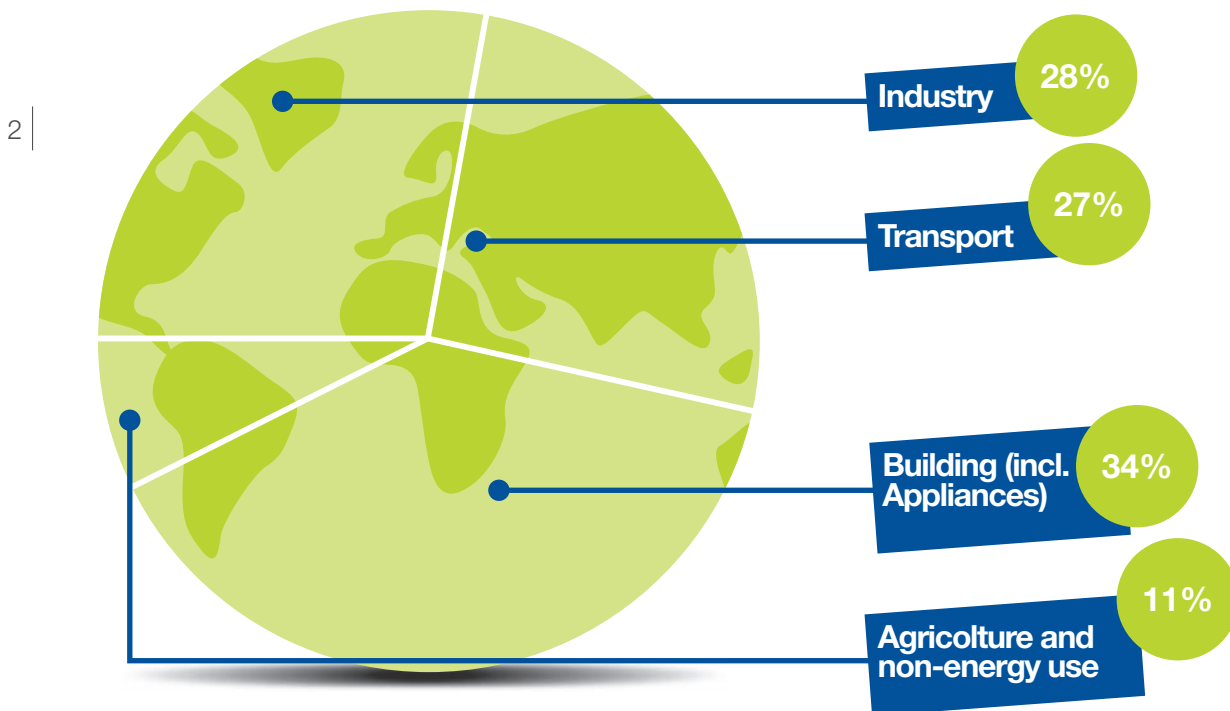 2
Industry
28%
Transport
27%
Building (incl.
Appliances)
34%
Agricolture and
non-energy use
11%